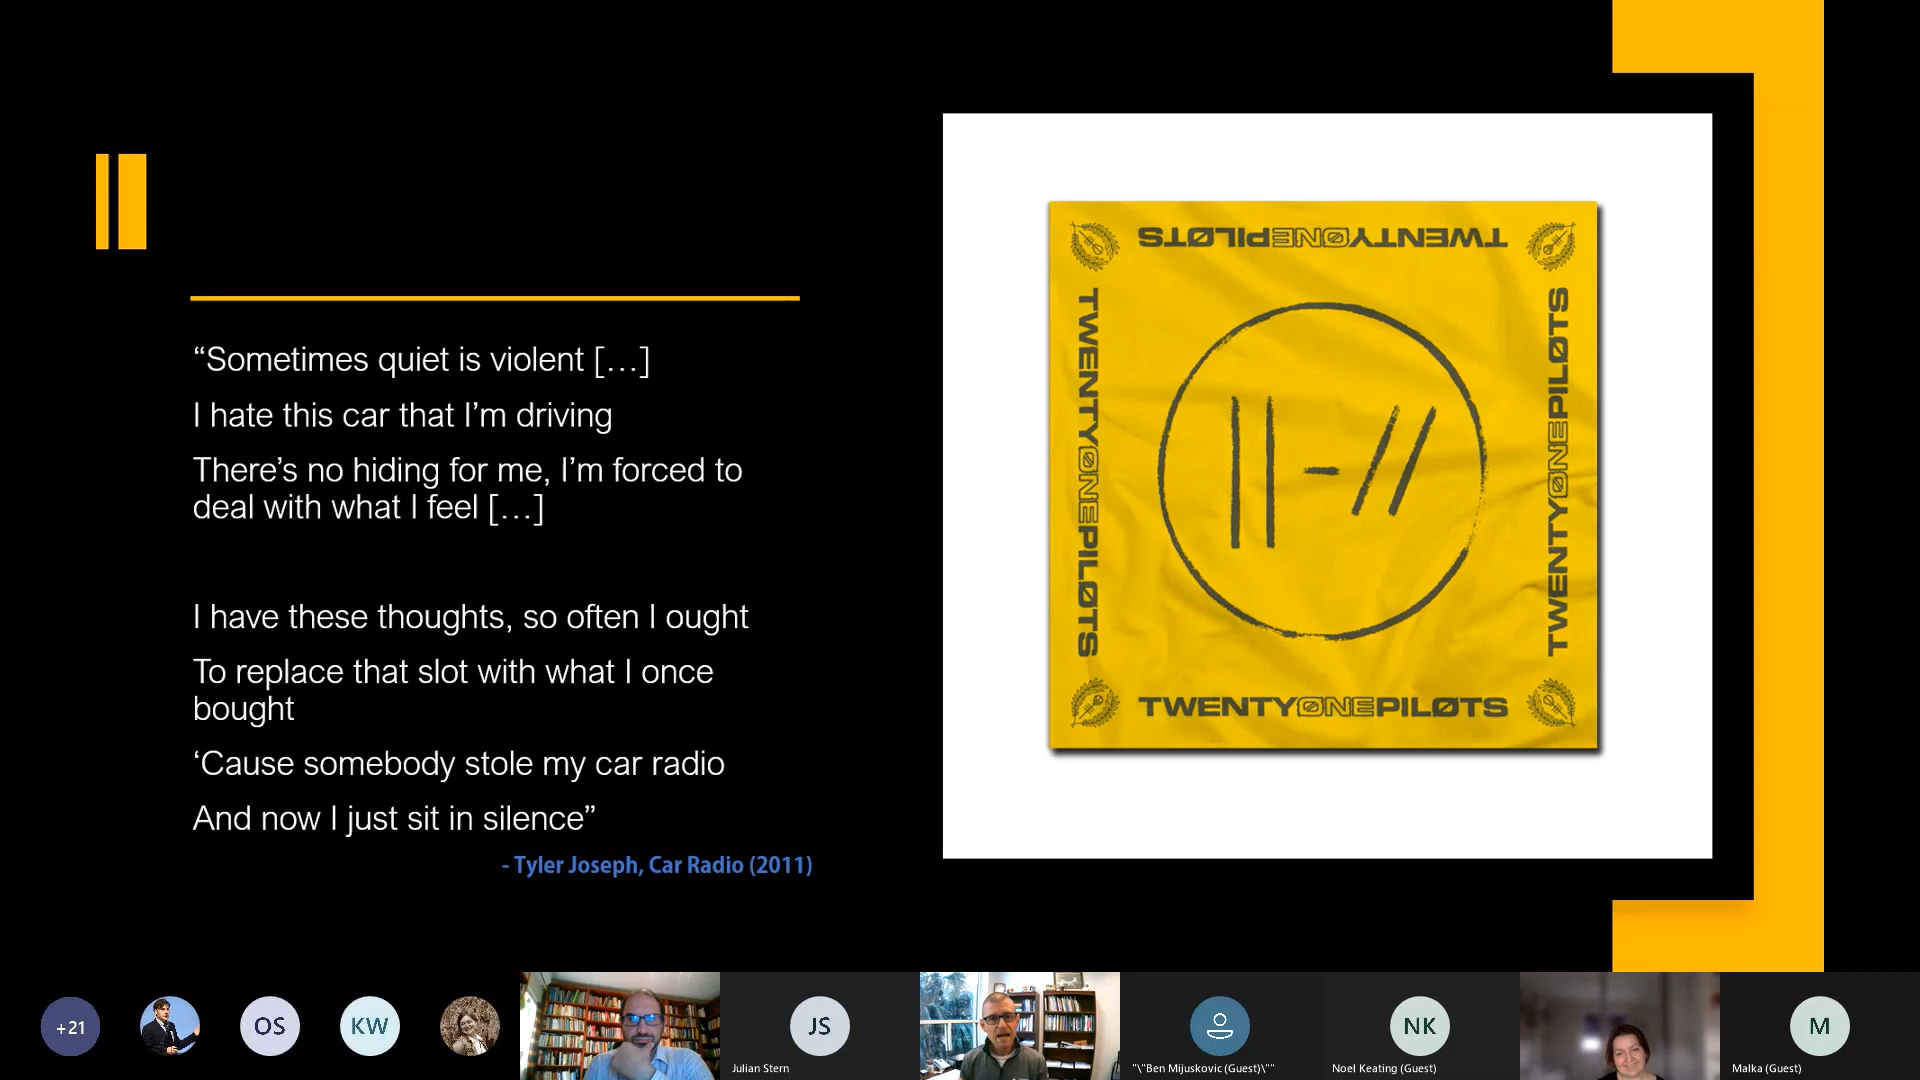 “Sometimes quiet is violent […]
I hate this car that I’m driving
There’s no hiding for me, I’m forced to
deal with what I feel […]
I have these thoughts, so often I ought
To replace that slot with what I once
bought
‘Cause somebody stole my car radio
And now I just sit in silence”
- Tyler Joseph, Car Radio (2011)
TWENTYØNEPILØTS
TWENTYØNEPILØTS
TWENTYØNEPILØTS
TWENTYØNEPILØTS
+21
OS
KW
JS
Julian Stern
"\"Ben Mijuskovic (Guest)\""
NK
Noel Keating (Guest)
M
Malka (Guest)